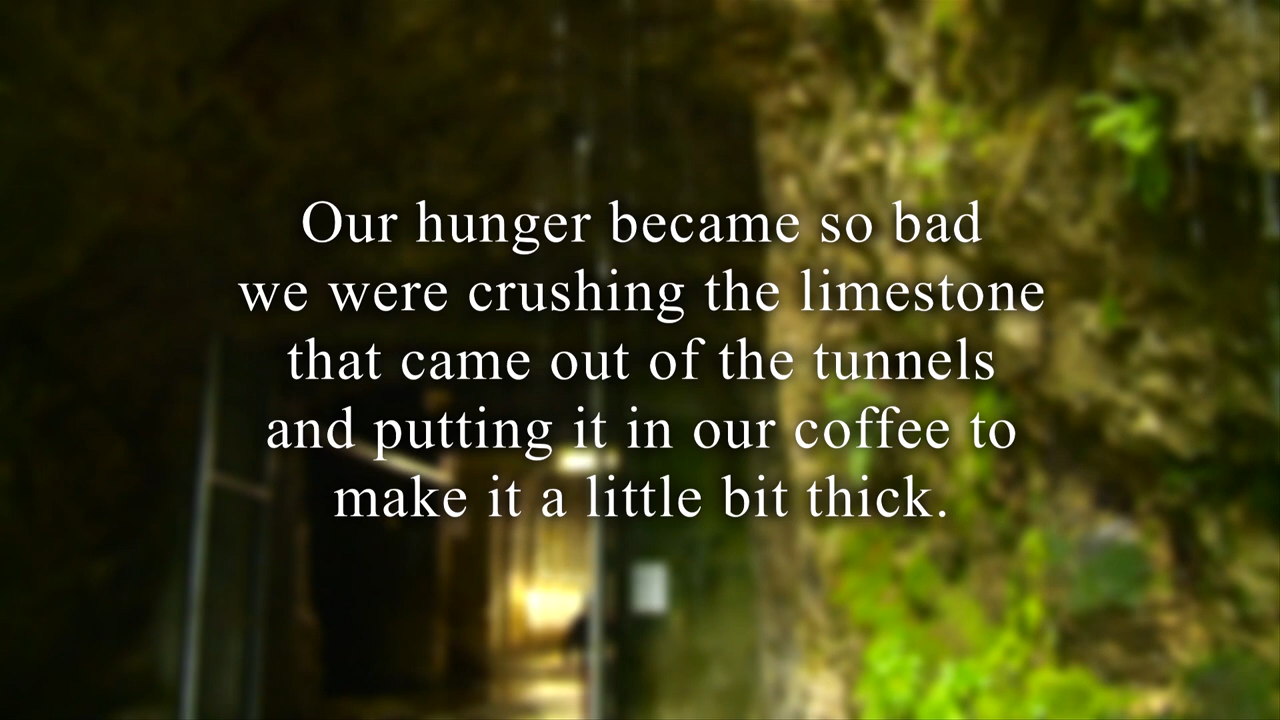 Our hunger became so bad
we were crushing the limestone
that came out of the tunnels
and putting it in our coffee to
make it a little bit thick.